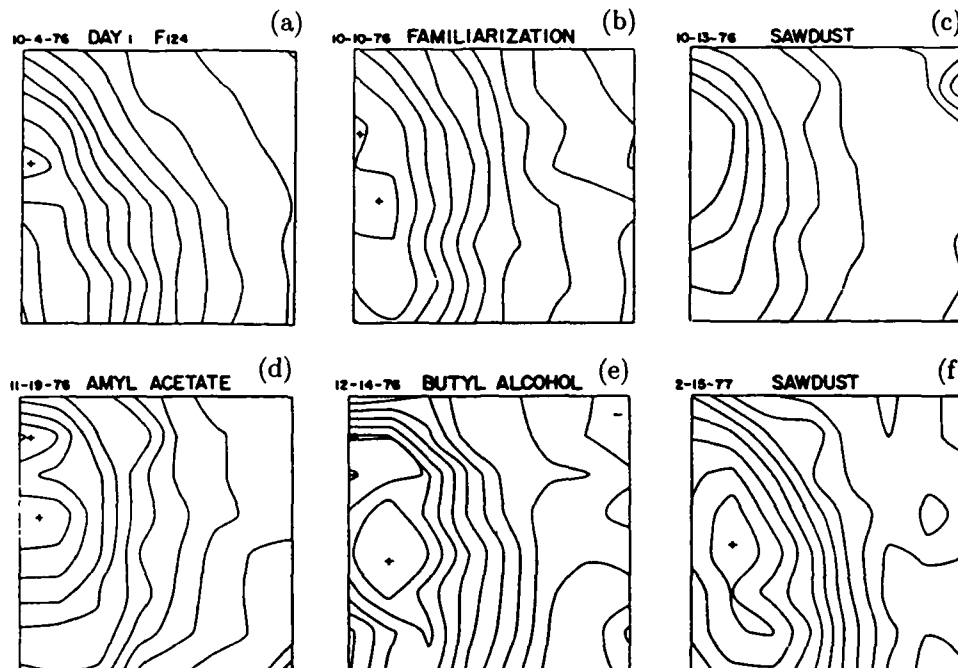 (a)
10-4-76 DAY 1 F124
(b)
10-10-76 FAMILIARIZATION
(c)
10-13-76 SAWDUST
(d)
11-19-76 AMYL ACETATE
(e)
12-14-76 BUTYL ALCOHOL
(f)
2-15-77 SAWDUST